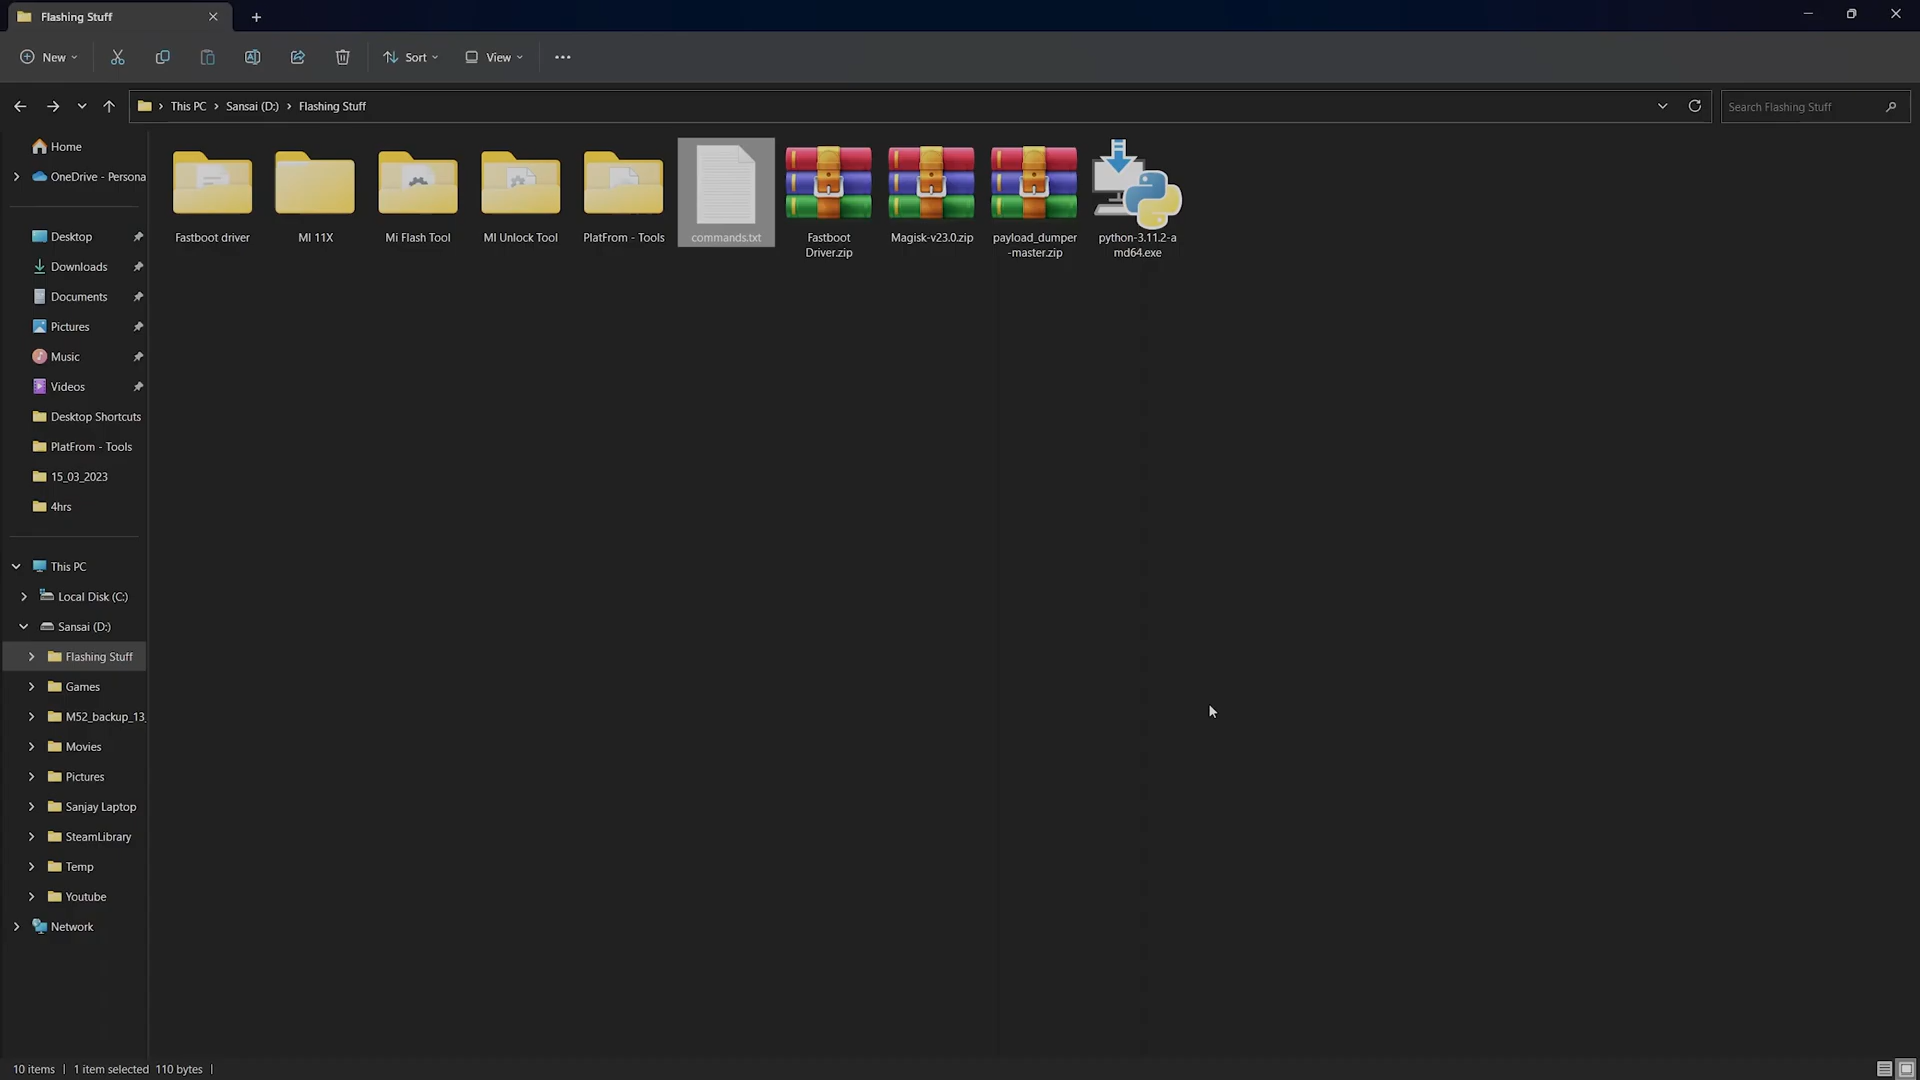 Flashing Stuff
New
Sort
View
This PC
Sansai (D:)
Flashing Stuff
Search Flashing Stuff
Home
OneDrive - Persona
Desktop
Downloads
Documents
Pictures
Music
Videos
Desktop Shortcuts
PlatFrom - Tools
15_03_2023
4hrs
This PC
Local Disk (C:)
Sansai (D:)
Flashing Stuff
Games
M52_backup_13_
Movies
Pictures
Sanjay Laptop
SteamLibrary
Temp
Youtube
Network
Fastboot driver
MI 11X
Mi Flash Tool
MI Unlock Tool
PlatFrom - Tools
commands.txt
Fastboot
Driver.zip
Magisk-v23.0.zip
payload_dumper
-master.zip
python-3.11.2-a
md64.exe
10 items
1 item selected 110 bytes